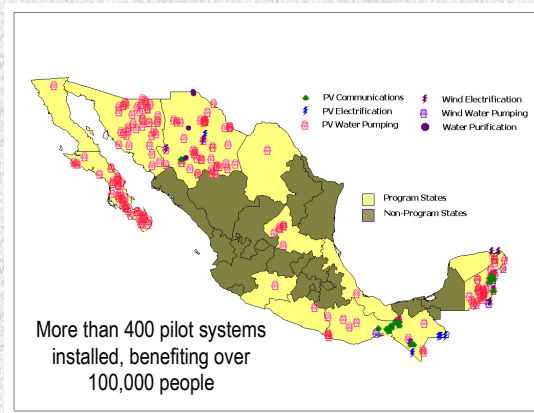 PV Communications
PV Electrification
PV Water Pumping
Wind Electrification
Wind Water Pumping
Water Purification
Program States
Non-Program States
More than 400 pilot systems
installed, benefiting over
100,000 people